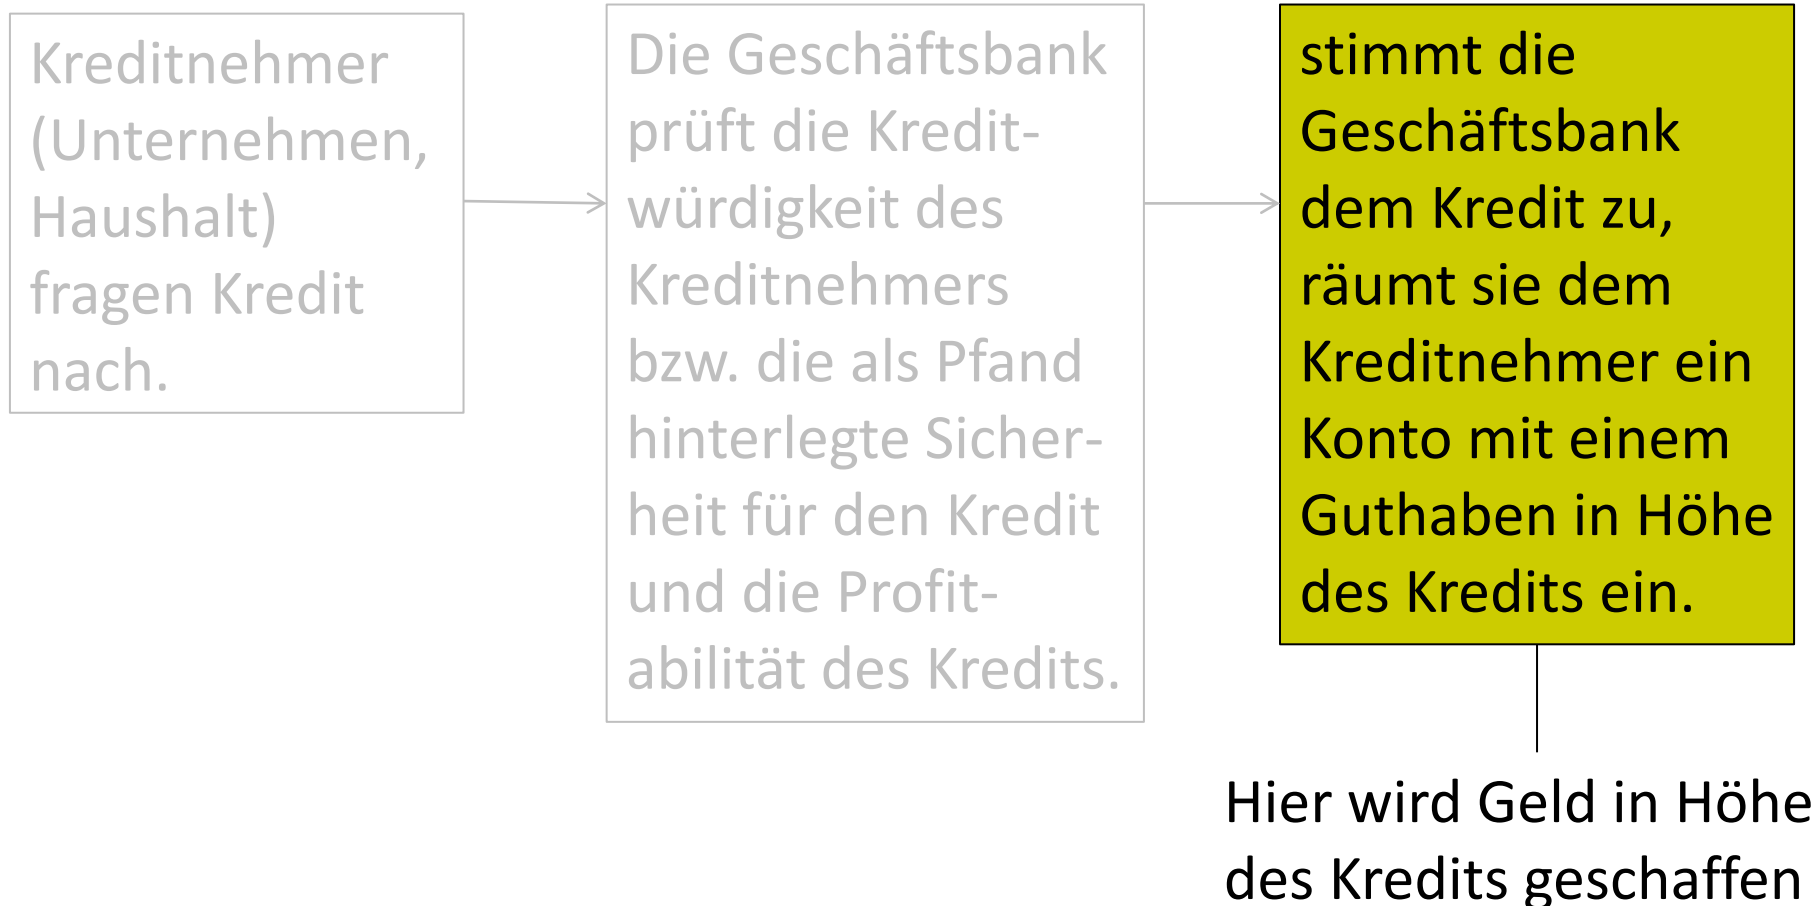 Kreditnehmer
(Unternehmen,
Haushalt)
fragen Kredit
nach.
Die Geschäftsbank
prüft die Kredit-
würdigkeit des
Kreditnehmers
bzw. die als Pfand
hinterlegte Sicher-
heit für den Kredit
und die Profit-
abilität des Kredits.
stimmt die
Geschäftsbank
dem Kredit zu,
räumt sie dem
Kreditnehmer ein
Konto mit einem
Guthaben in Höhe
des Kredits ein.
Hier wird Geld in Höhe
des Kredits geschaffen